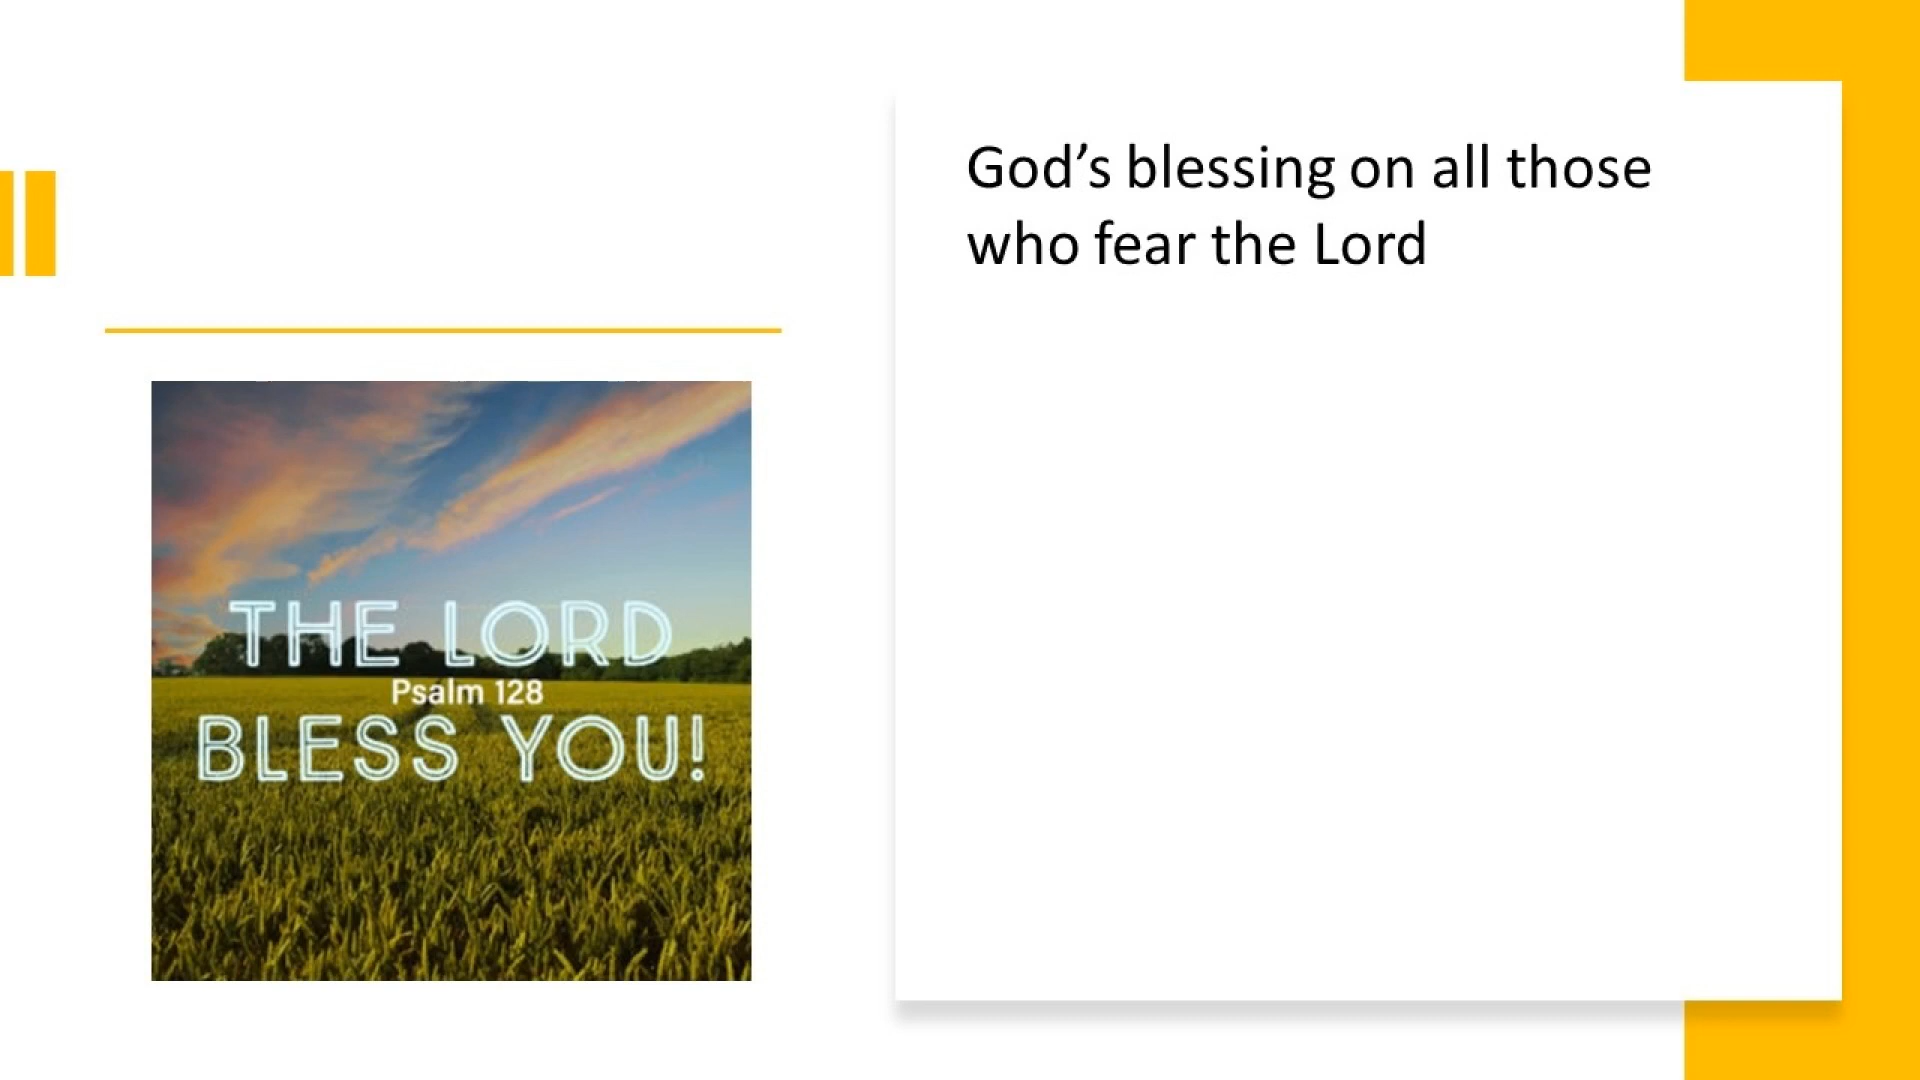 God’s blessing on all those
who fear the Lord
THE LORD
Psalm 128
BLESS YOU!